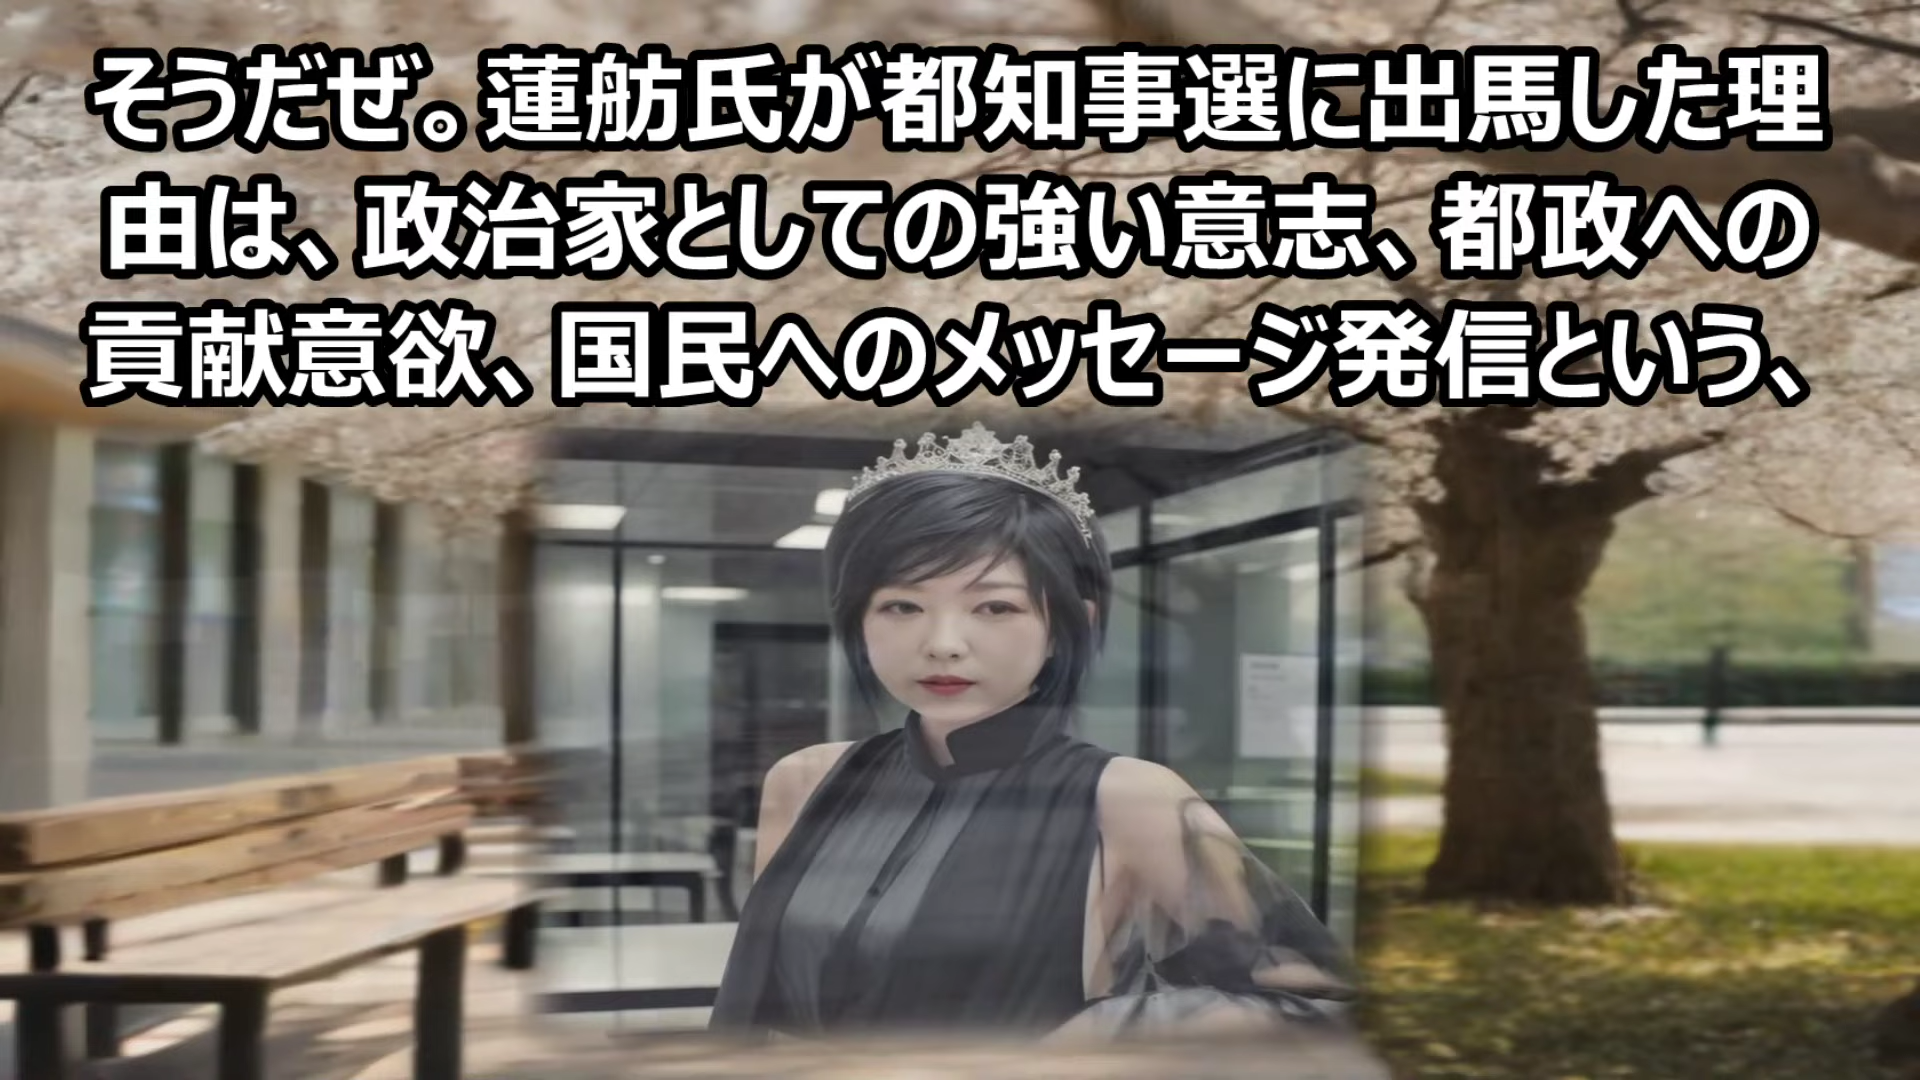 そうだぜ。蓮舫氏が都知事選に出馬した理
由は、政治家としての強い意志、都政への
貢献意欲、国民へのメッセージ発信という、